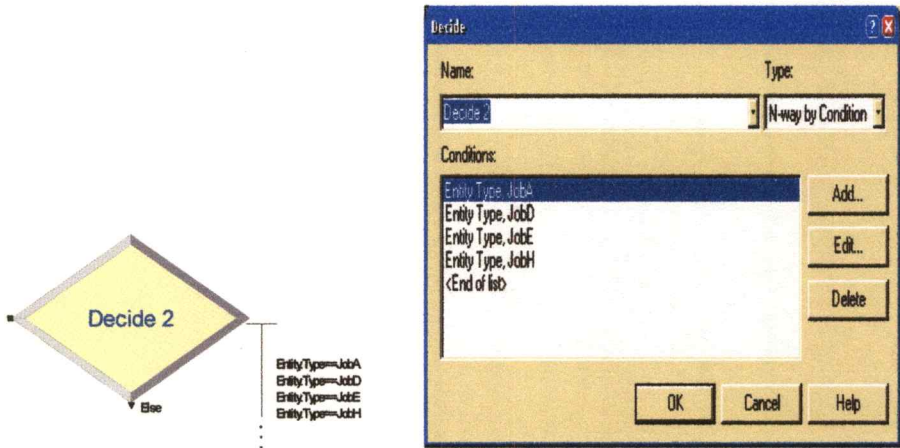 Decide 2
Else
Entity.Type==JobA
Entity.Type==JobD
Entity.Type==JobE
Entity.Type==JobH
Decide
Name:
Type:
Decide 2
N-way by Condition
Conditions:
Entity Type, JobA
Entity Type, JobD
Entity Type, JobE
Entity Type, JobH
<End of list>
Add...
Edit...
Delete
OK
Cancel
Help